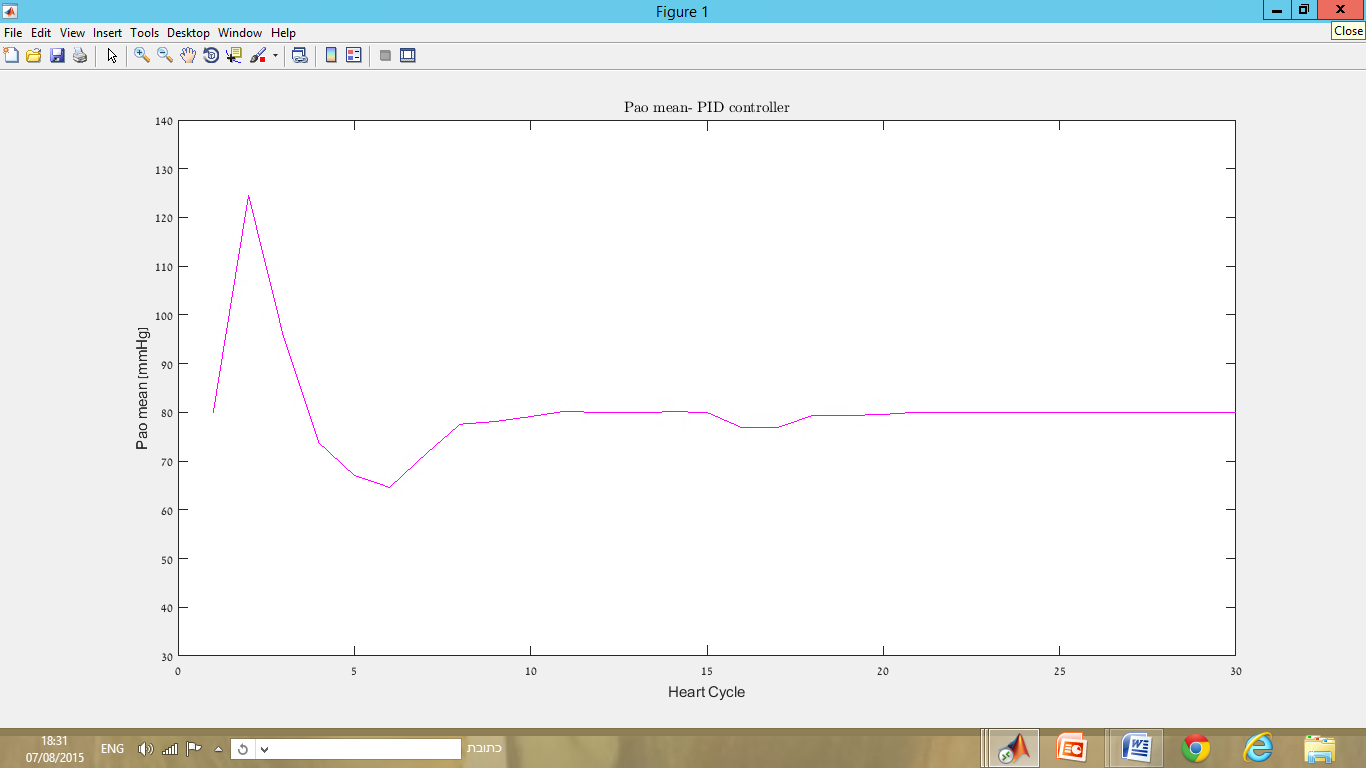 Figure 1
File Edit View Insert Tools Desktop Window Help
Close
Pao mean- PID controller
140
130
120
110
100
90
80
70
60
50
40
30
Pao mean [mmHg]
0 5 10 15 20 25 30
Heart Cycle
18:31
07/08/2015
ENG
כתובת